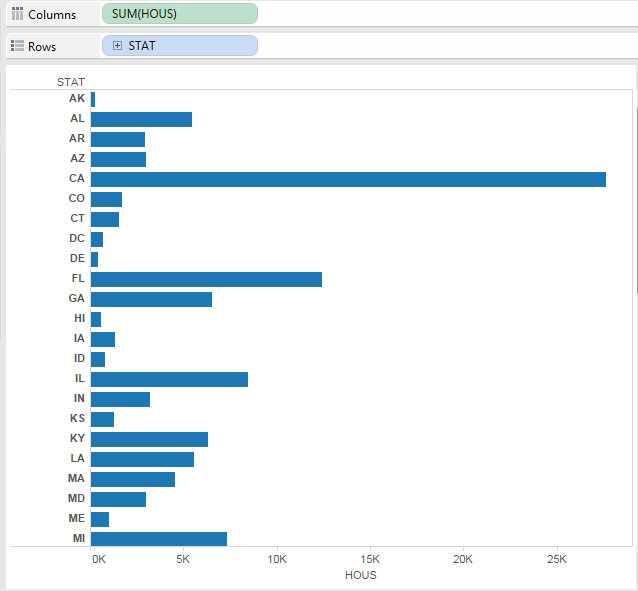 Columns SUM(HOUS)
Rows STAT
STAT
AK
AL
AR
AZ
CA
CO
CT
DC
DE
FL
GA
HI
IA
ID
IL
IN
KS
KY
LA
MA
MD
ME
MI
0K 5K 10K 15K 20K 25K
HOUS